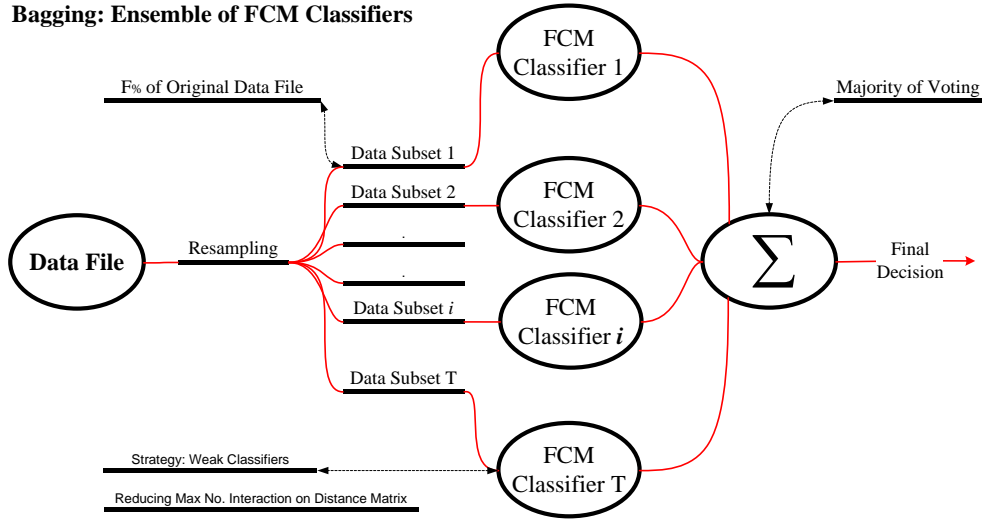 Bagging: Ensemble of FCM Classifiers
FCM
Classifier 1
F% of Original Data File
Majority of Voting
Data Subset 1
Data Subset 2
FCM
Classifier 2
.
Data File
Resampling
Σ
Final
Decision
.
Data Subset i
FCM
Classifier i
Data Subset T
FCM
Classifier T
Strategy: Weak Classifiers
Reducing Max No. Interaction on Distance Matrix